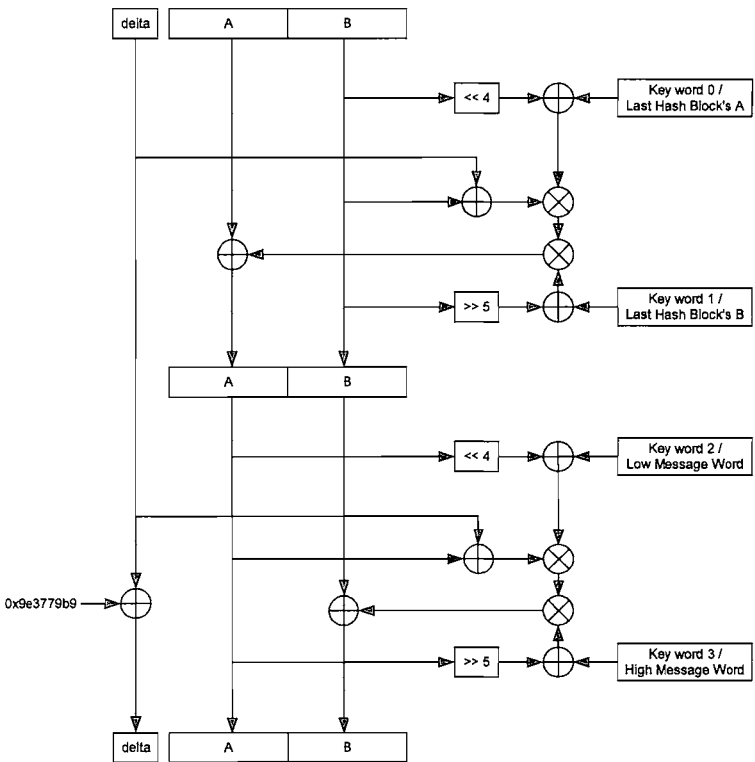 delta
A
B
<< 4
Key word 0 /
Last Hash Block's A
>> 5
Key word 1 /
Last Hash Block's B
A
B
<< 4
Key word 2 /
Low Message Word
0x9e3779b9
>> 5
Key word 3 /
High Message Word
delta
A
B